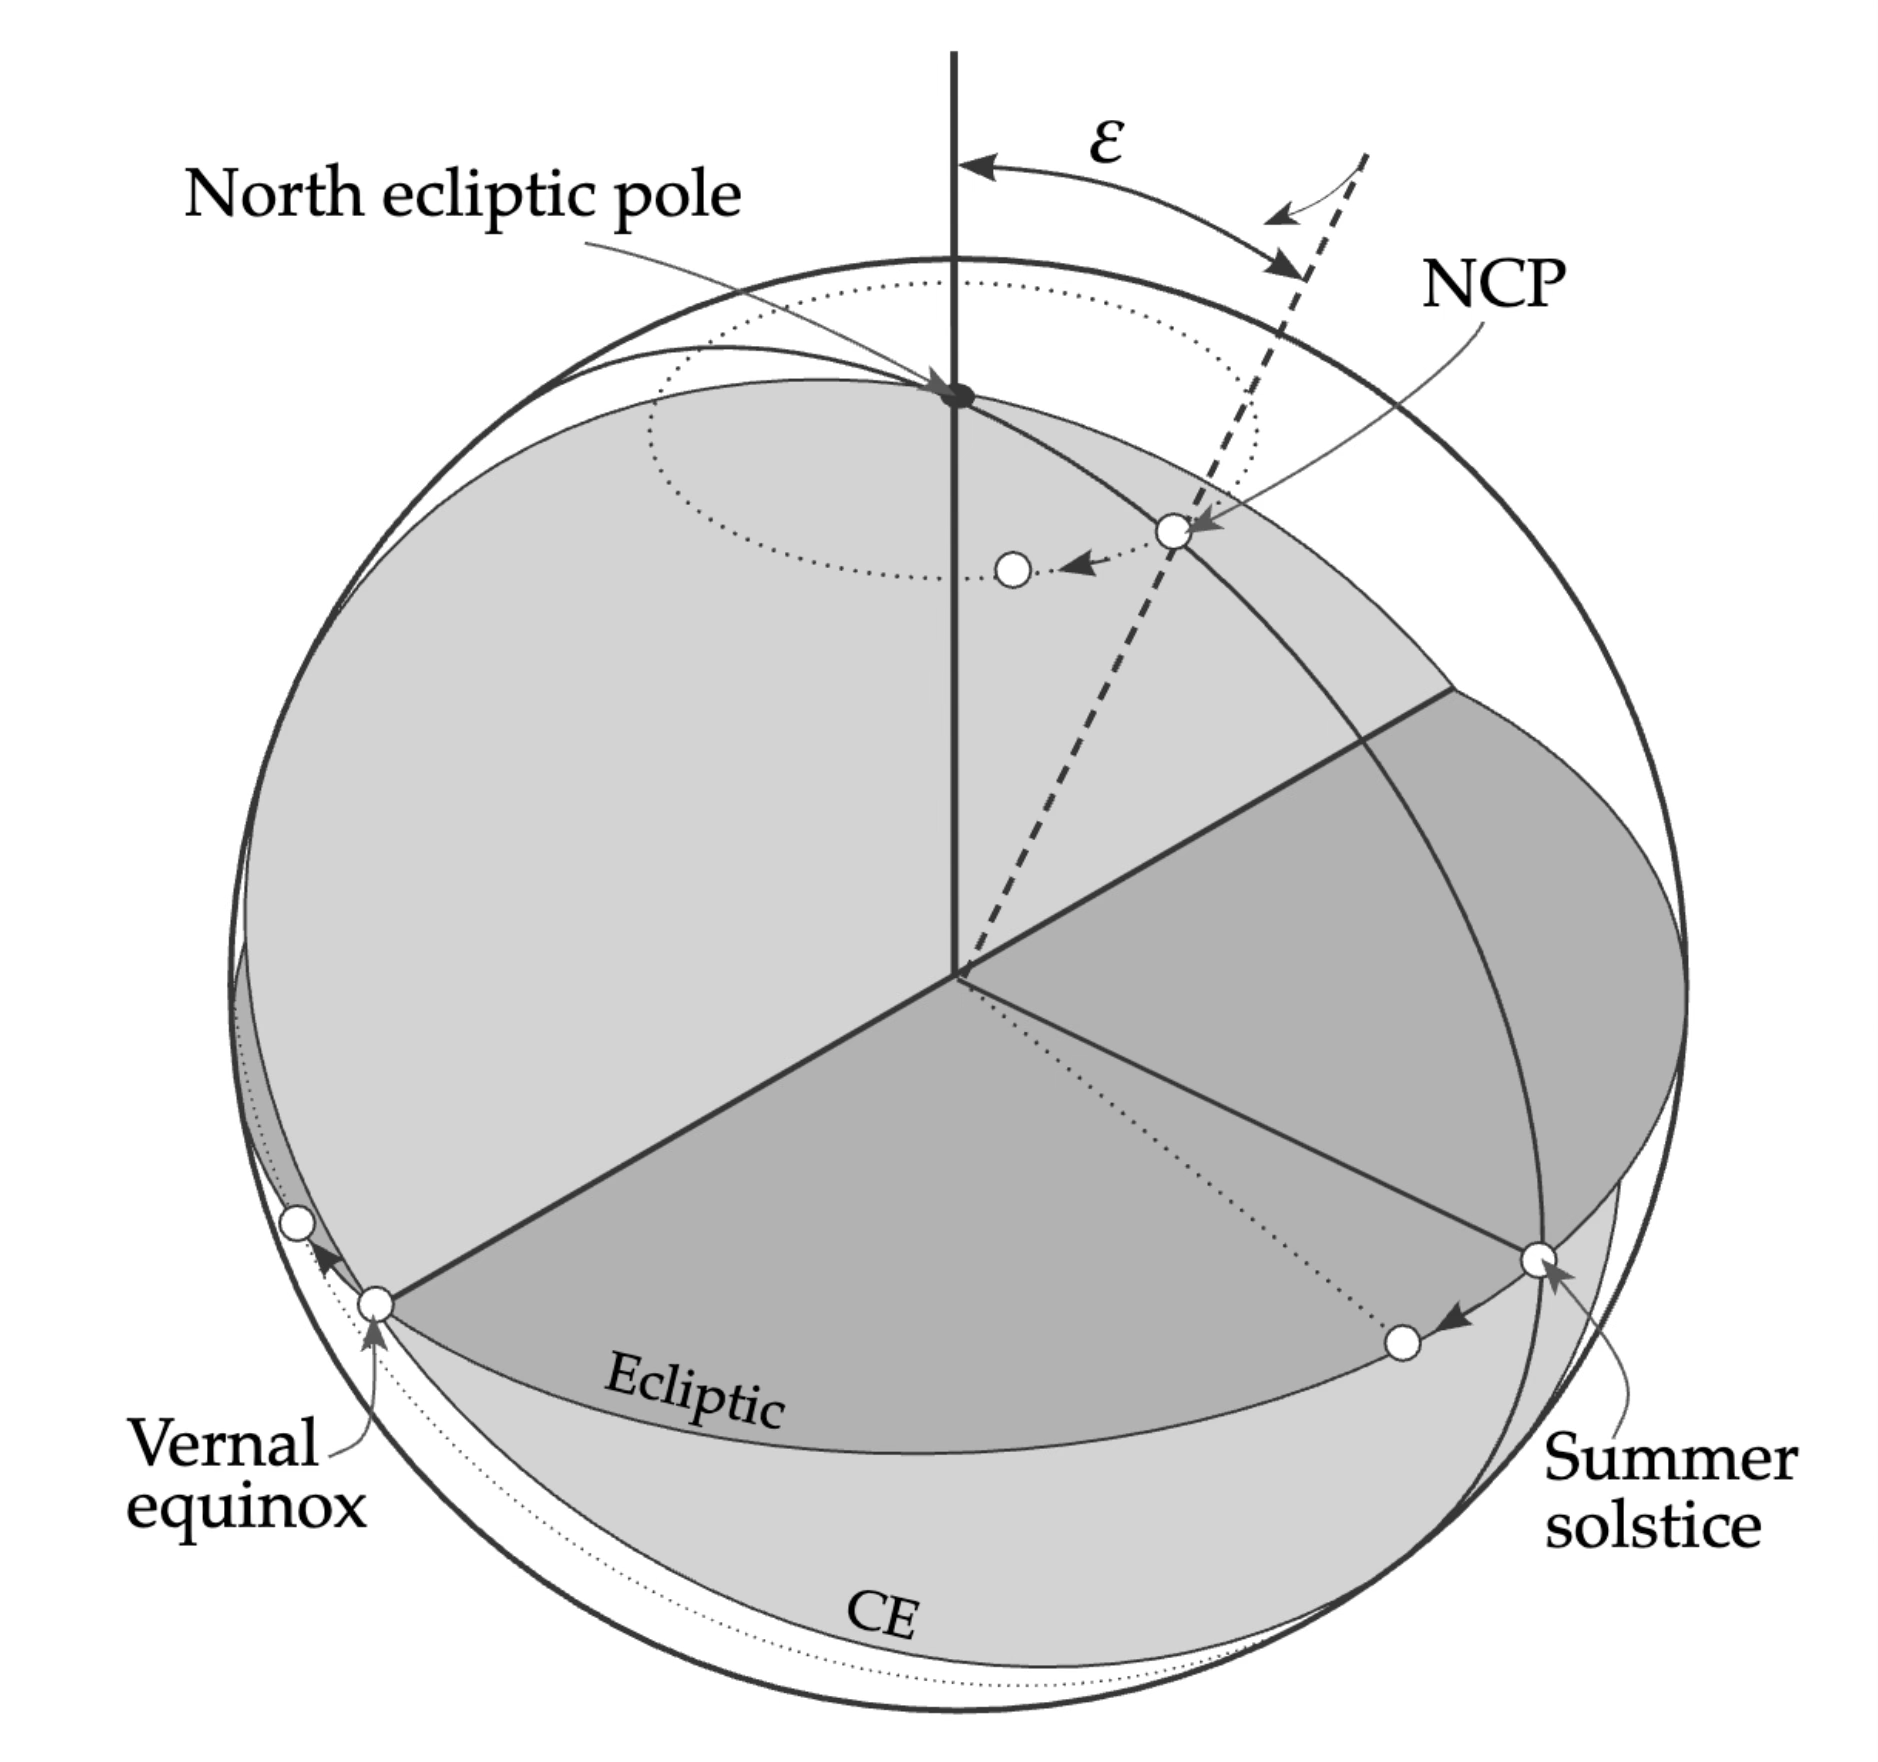 ε
North ecliptic pole
NCP
Ecliptic
Vernal
equinox
Summer
solstice
CE